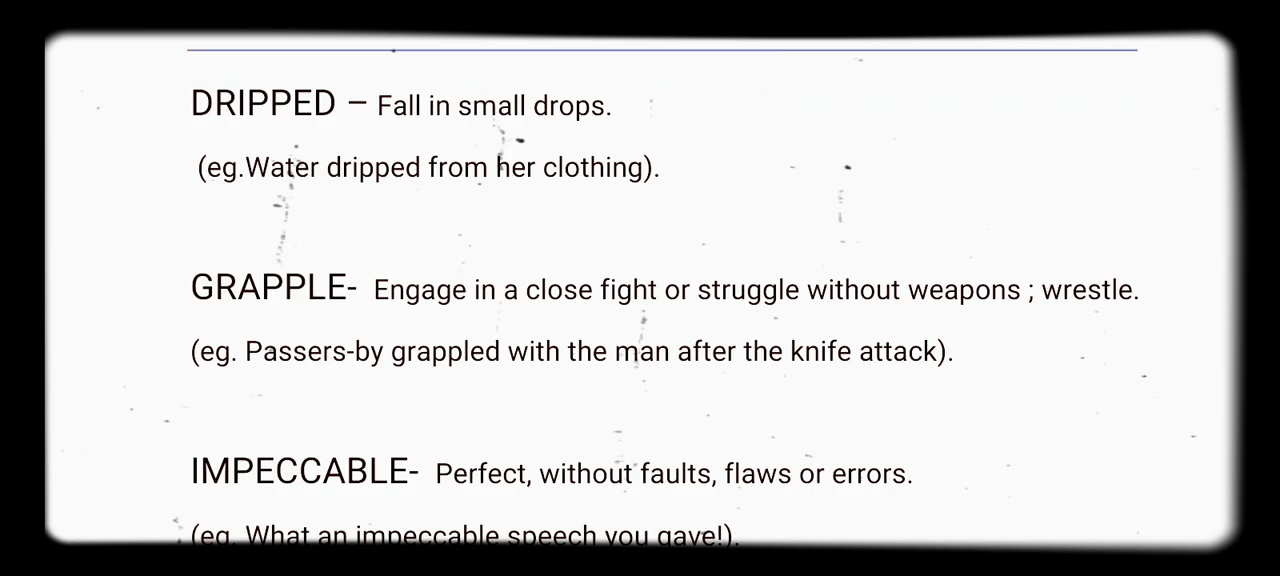 DRIPPED – Fall in small drops.
(eg.Water dripped from her clothing).
GRAPPLE- Engage in a close fight or struggle without weapons ; wrestle.
(eg. Passers-by grappled with the man after the knife attack).
IMPECCABLE- Perfect, without faults, flaws or errors.
(eg. What an impeccable speech you gave!).